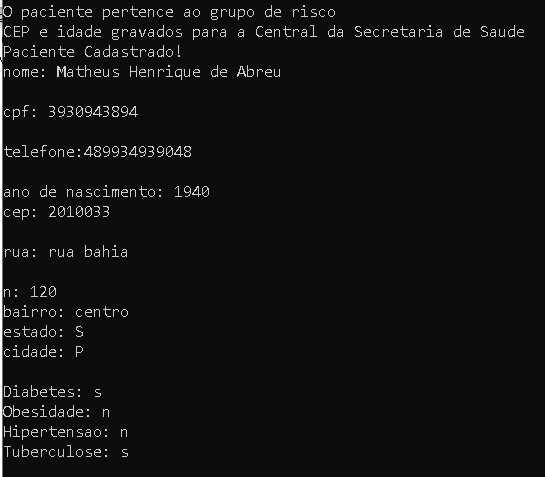 O paciente pertence ao grupo de risco
CEP e idade gravados para a Central da Secretaria de Saude
Paciente Cadastrado!
nome: Matheus Henrique de Abreu
cpf: 3930943894
telefone:489934939048
ano de nascimento: 1940
cep: 2010033
rua: rua bahia
n: 120
bairro: centro
estado: S
cidade: P
Diabetes: s
Obesidade: n
Hipertensao: n
Tuberculose: s